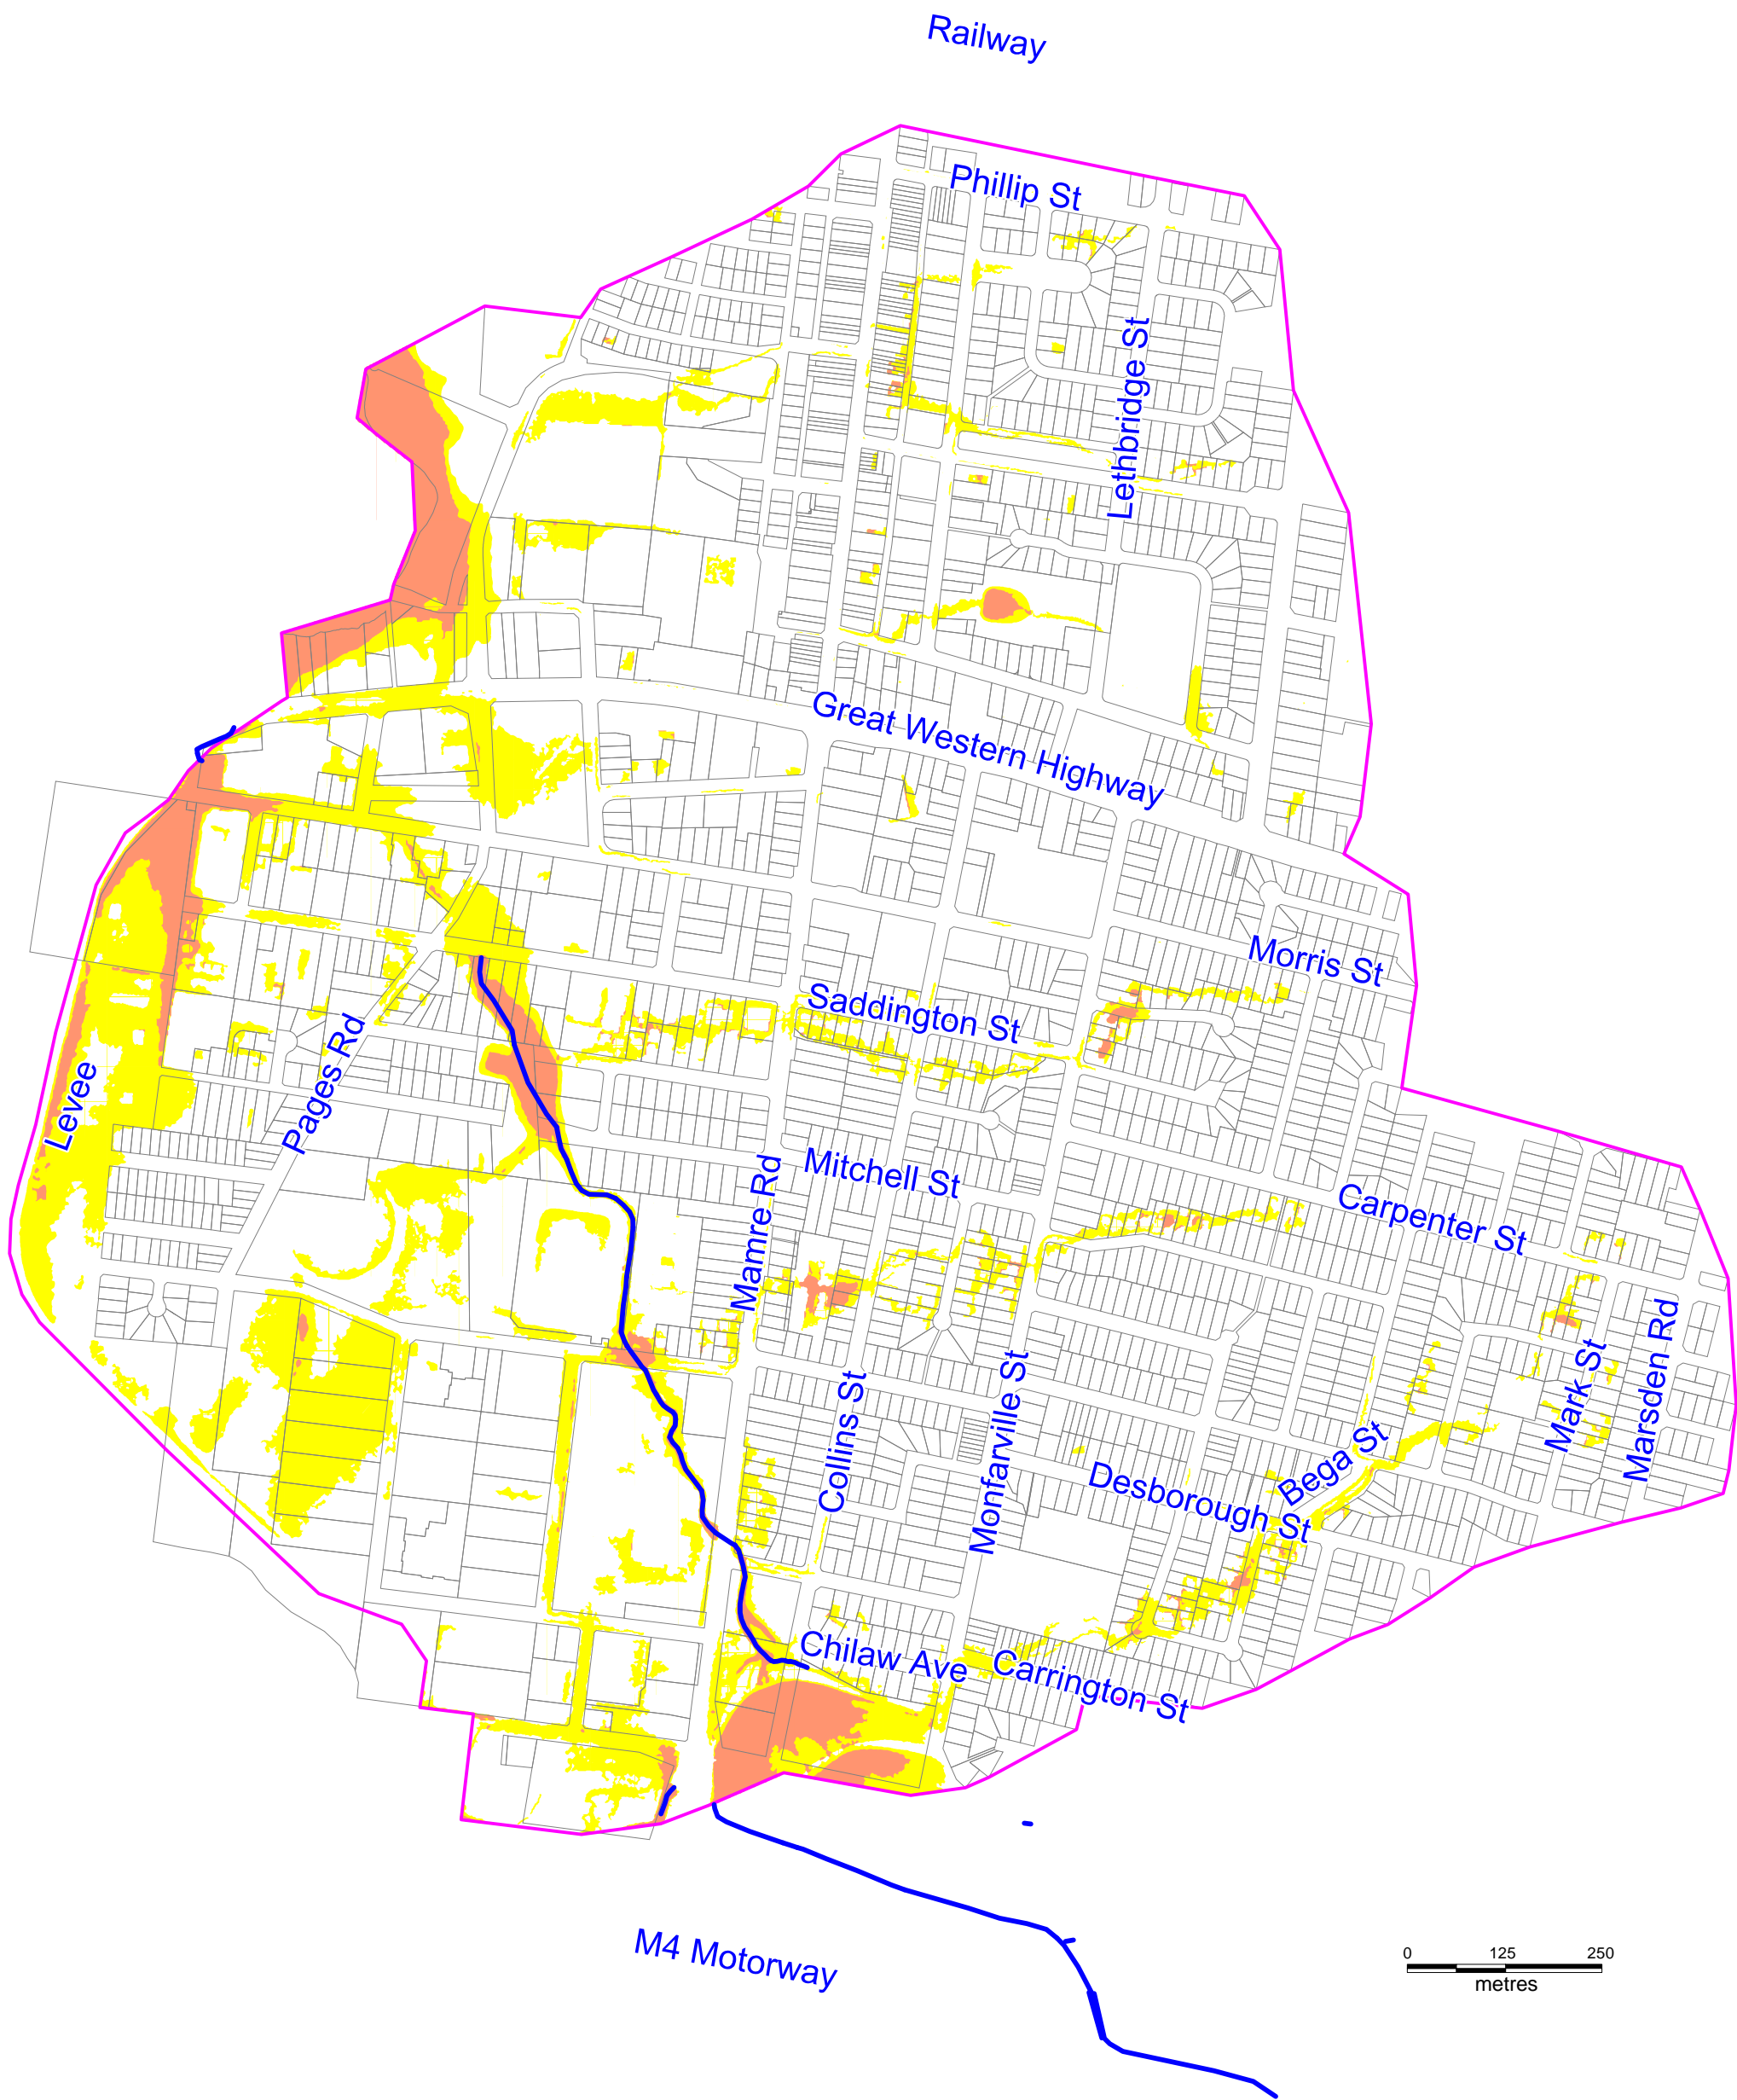 Railway
Phillip St
Lethbridge St
Great Western Highway
Morris St
Saddington St
Pages Rd
Levee
Mitchell St
Mamre Rd
Carpenter St
Mark St
Marsden Rd
Collins St
Monfarville St
Bega St
Desborough St
Chilaw Ave
Carrington St
M4 Motorway
0 125 250
metres